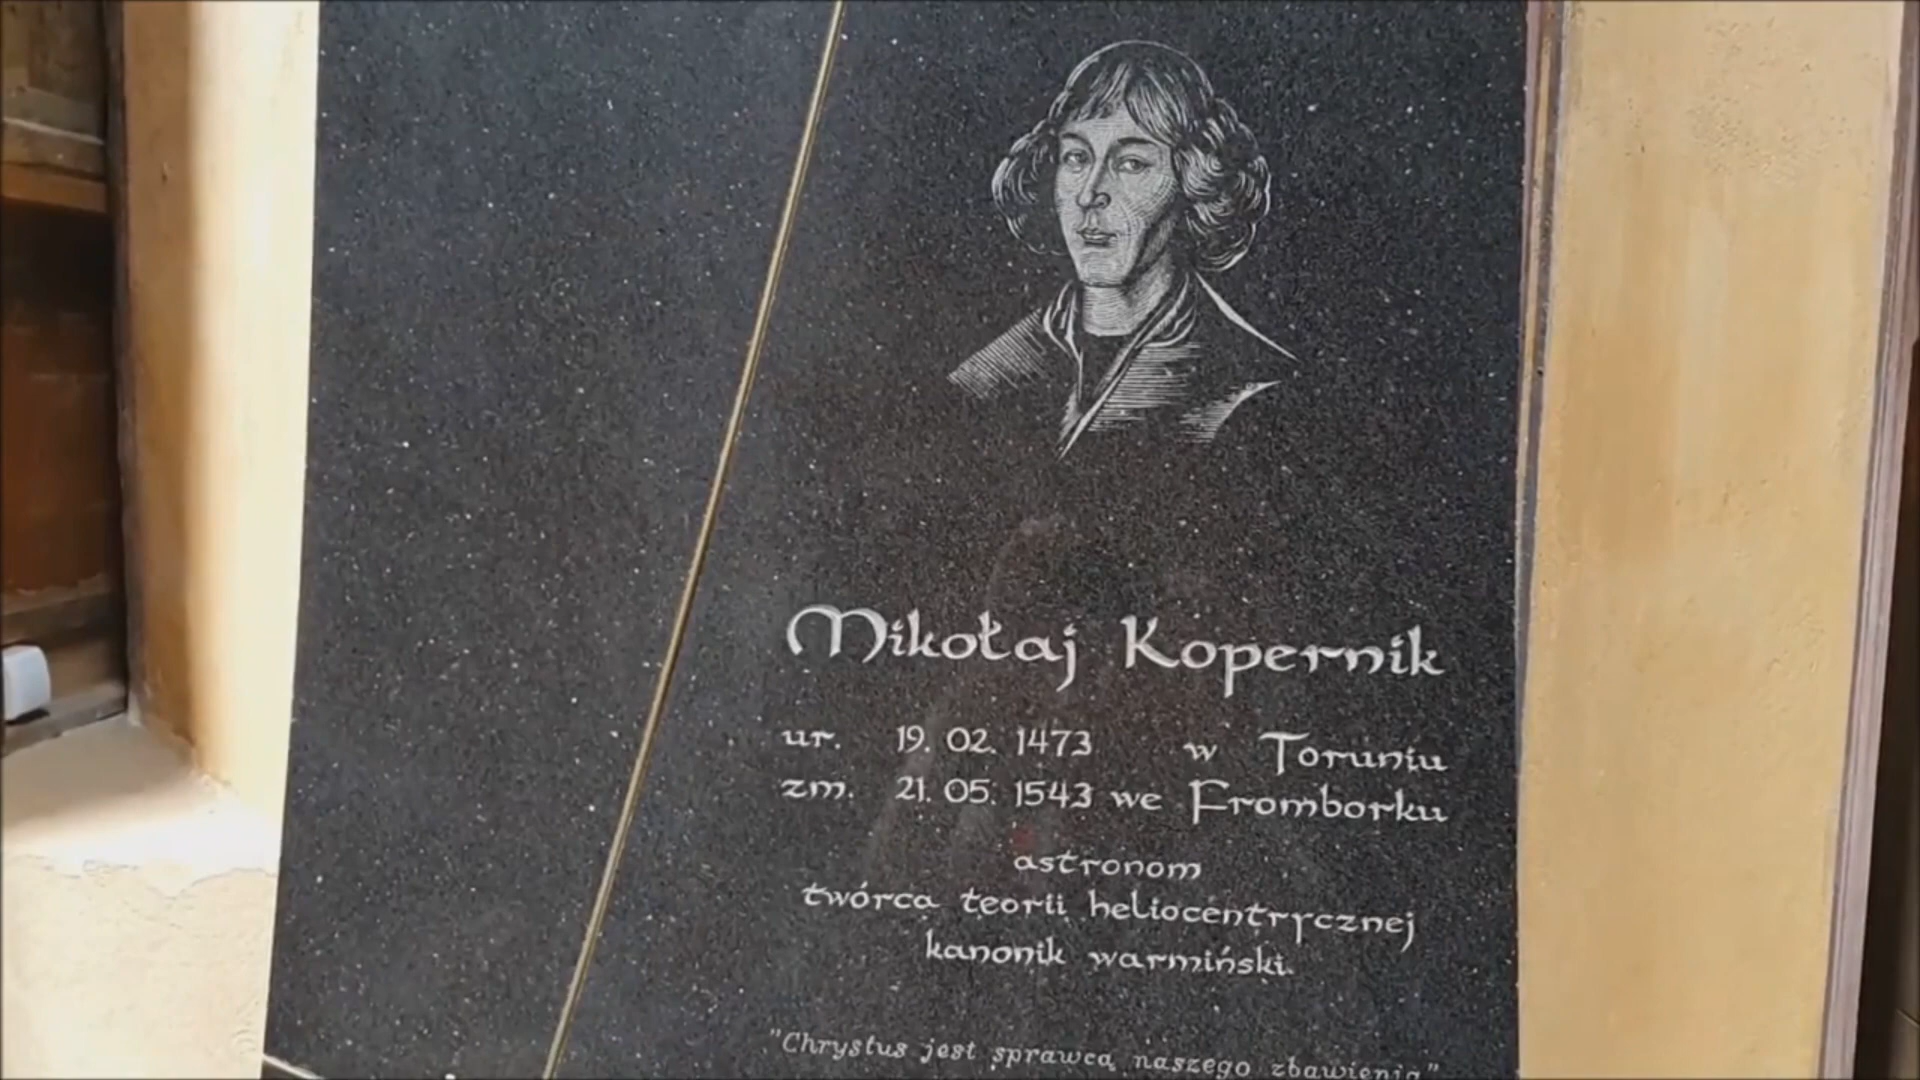 Mikołaj Kopernik
ur. 19. 02. 1473 w Toruniu
zm. 21. 05. 1543 we Fromborku
astronom
twórca teorii heliocentrycznej
kanonik warmiński.
"Chrystus jest sprawcą naszego zbawienia"